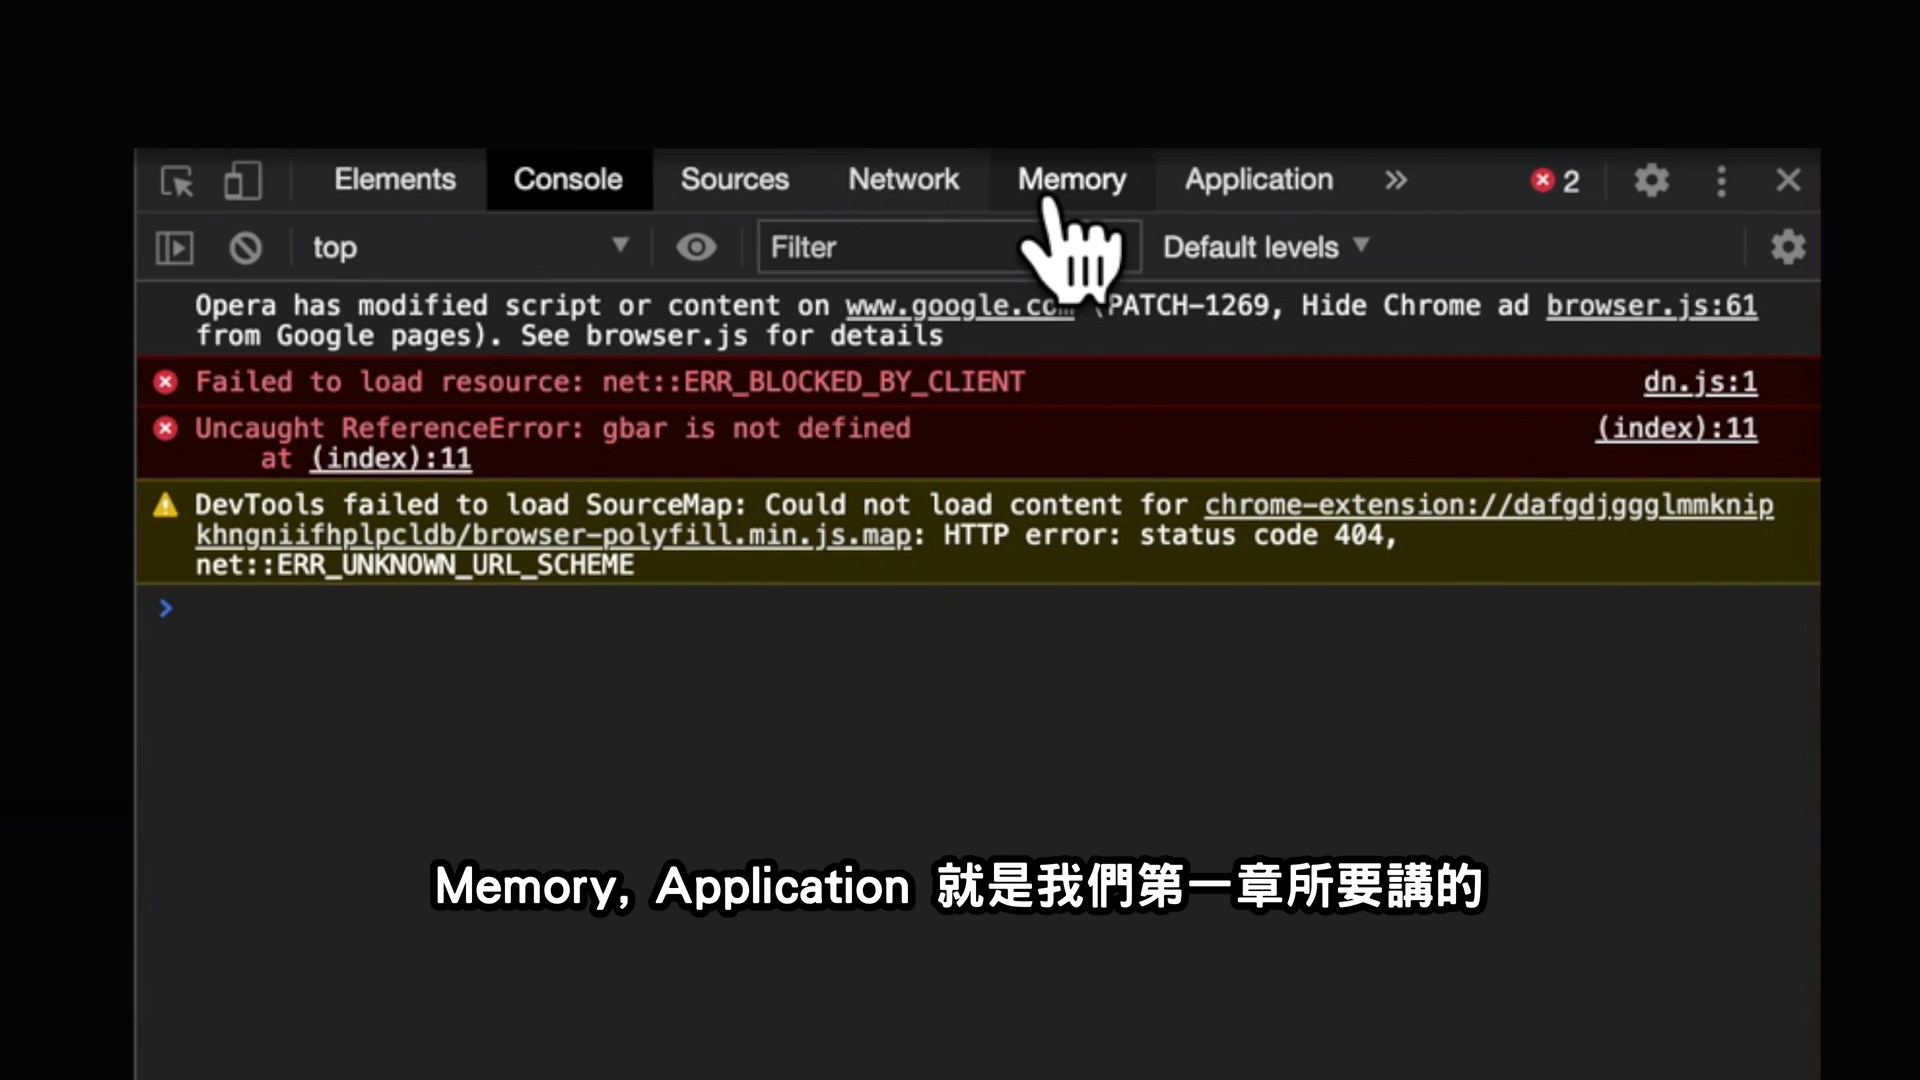 Elements Console Sources Network Memory Application » 2
top Filter Default levels
Opera has modified script or content on www.google.com (PATCH-1269, Hide Chrome ad browser.js:61
from Google pages). See browser.js for details
Failed to load resource: net::ERR_BLOCKED_BY_CLIENT dn.js:1
Uncaught ReferenceError: gbar is not defined (index):11
at (index):11
DevTools failed to load SourceMap: Could not load content for chrome-extension://dafgdjggglmmknip
khngniifhplpcldb/browser-polyfill.min.js.map: HTTP error: status code 404,
net::ERR_UNKNOWN_URL_SCHEME
Memory, Application 就是我們第一章所要講的